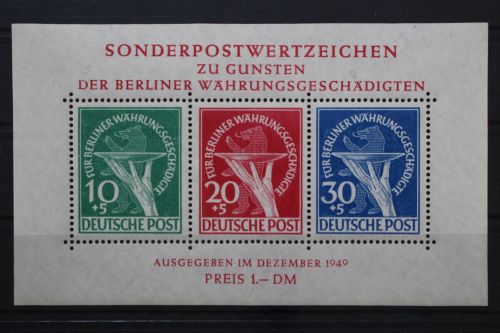 SONDERPOSTWERTZEICHEN
ZU GUNSTEN
DER BERLINER WÄHRUNGSGESCHÄDIGTEN
FÜR BERLINER WÄHRUNGSGESCHÄDIGTE
10
+5
DEUTSCHE POST
FÜR BERLINER WÄHRUNGSGESCHÄDIGTE
20
+5
DEUTSCHE POST
FÜR BERLINER WÄHRUNGSGESCHÄDIGTE
30
+5
DEUTSCHE POST
AUSGEGEBEN IM DEZEMBER 1949
PREIS 1.— DM